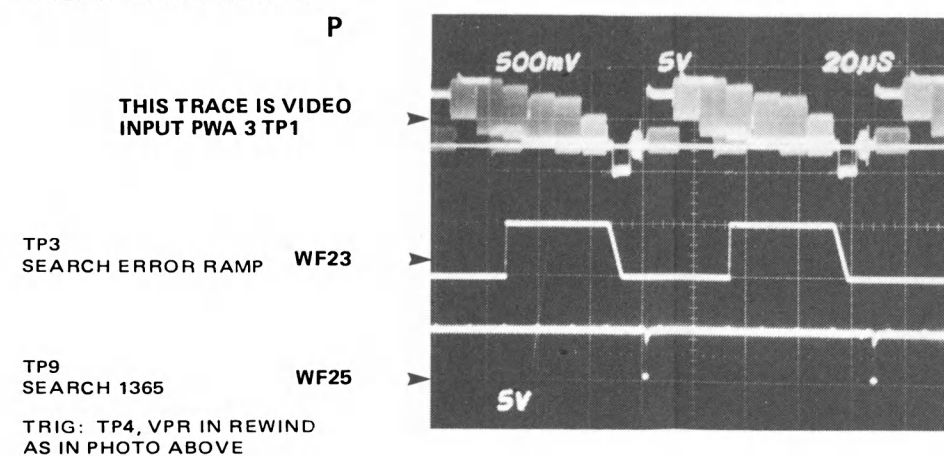 P
500mV 5V 20μS
THIS TRACE IS VIDEO
INPUT PWA 3 TP1
TP3
SEARCH ERROR RAMP WF23
TP9
SEARCH 1365 WF25
5V
TRIG: TP4, VPR IN REWIND
AS IN PHOTO ABOVE